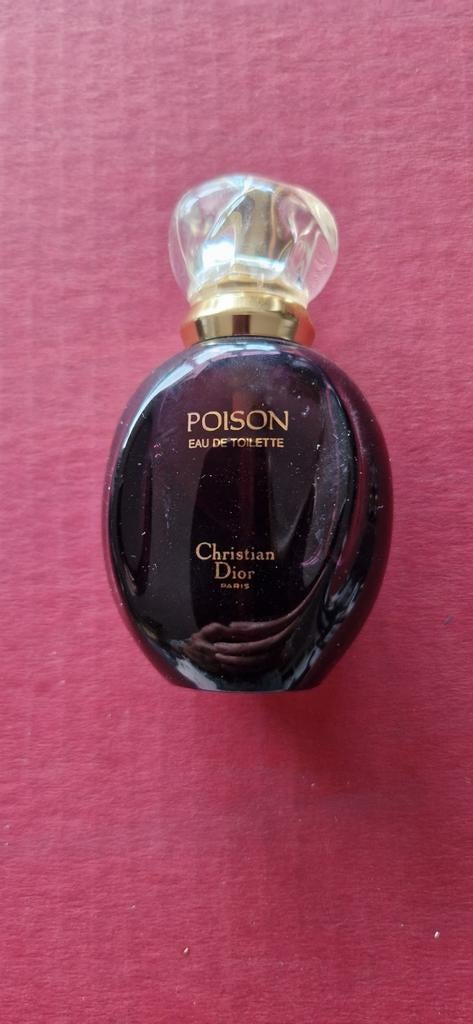 POISON
EAU DE TOILETTE
Christian
Dior
PARIS